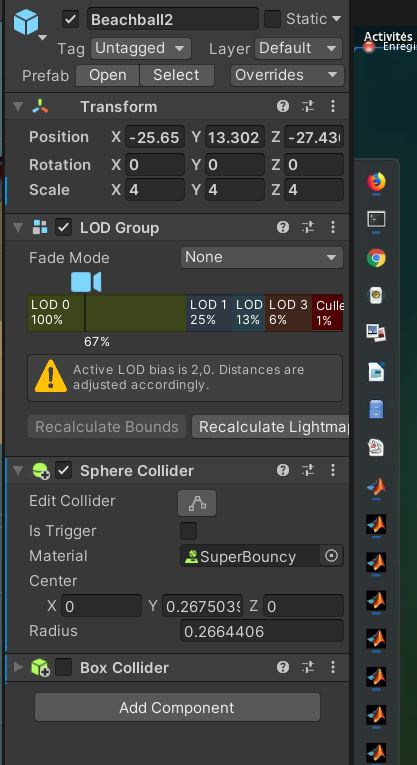 Beachball2
Static
Tag Untagged Layer Default
Prefab Open Select Overrides
Transform
Position X -25.65 Y 13.302 Z -27.43
Rotation X 0 Y 0 Z 0
Scale X 4 Y 4 Z 4
LOD Group
Fade Mode None
LOD 0 LOD 1 LOD LOD 3 Culle
100% 25% 13% 6% 1%
67%
Active LOD bias is 2,0. Distances are
adjusted accordingly.
Recalculate Bounds Recalculate Lightma
Sphere Collider
Edit Collider
Is Trigger
Material SuperBouncy
Center
X 0 Y 0.267503 Z 0
Radius 0.2664406
Box Collider
Add Component
Activités
Enregi